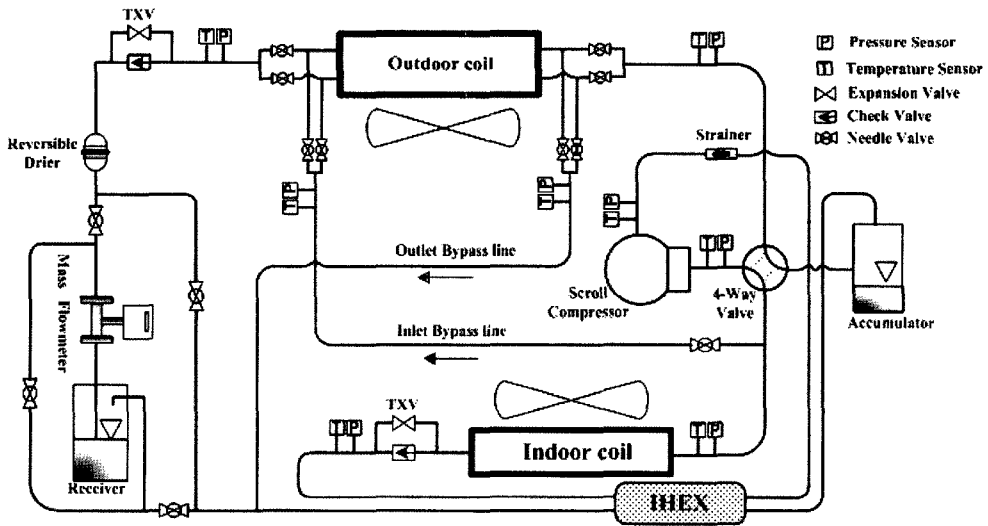 TXV
T P
Outdoor coil
T P
P Pressure Sensor
T Temperature Sensor
Expansion Valve
Check Valve
Needle Valve
Reversible
Drier
Strainer
P
T
P
T
P
T
Mass Flowmeter
Outlet Bypass line
T P
Scroll
Compressor
4-Way
Valve
Accumulator
Inlet Bypass line
TXV
T P
T P
Indoor coil
Receiver
IHEX